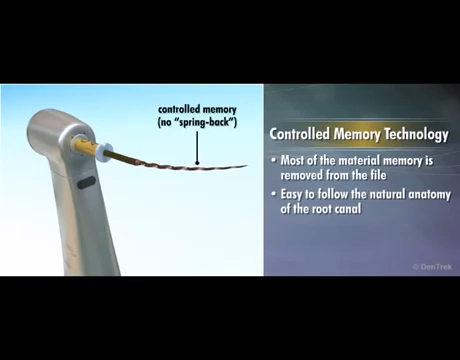 controlled memory
(no "spring-back")
Controlled Memory Technology
• Most of the material memory is
removed from the file
• Easy to follow the natural anatomy
of the root canal
© DenTrek